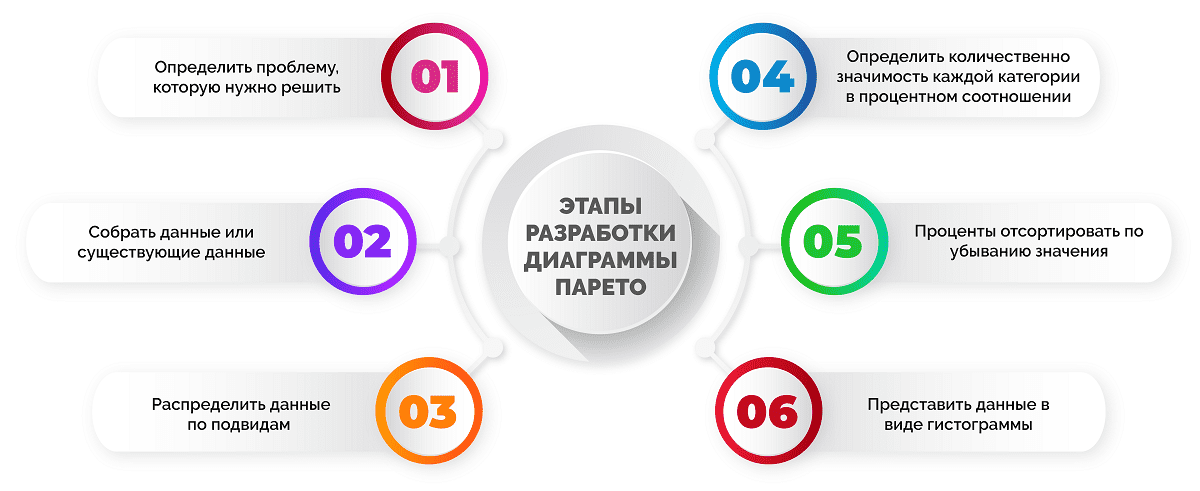 ЭТАПЫ
РАЗРАБОТКИ
ДИАГРАММЫ
ПАРЕТО
01
Определить проблему,
которую нужно решить
02
Собрать данные или
существующие данные
03
Распределить данные
по подвидам
04
Определить количественно
значимость каждой категории
в процентном соотношении
05
Проценты отсортировать по
убыванию значения
06
Представить данные в
виде гистограммы